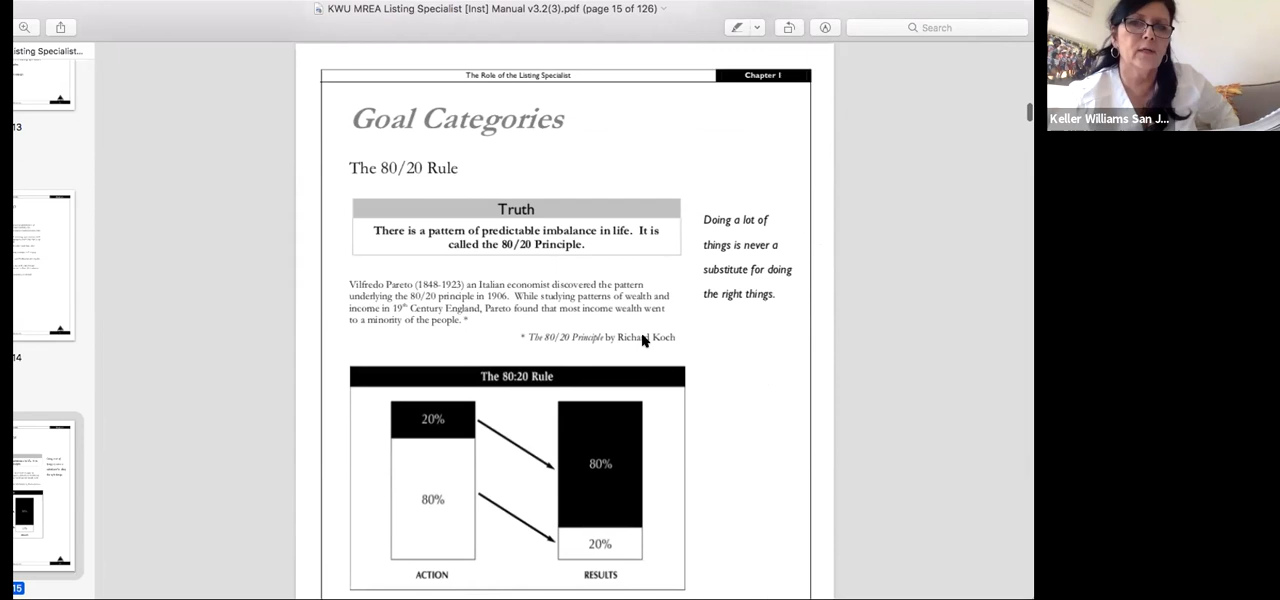 KWU MREA Listing Specialist [Inst] Manual v3.2(3).pdf (page 15 of 126)
Search
isting Specialist...
13
14
15
The Role of the Listing Specialist
Chapter 1
Goal Categories
The 80/20 Rule
Truth
There is a pattern of predictable imbalance in life. It is
called the 80/20 Principle.
Doing a lot of
things is never a
substitute for doing
the right things.
Vilfredo Pareto (1848-1923) an Italian economist discovered the pattern
underlying the 80/20 principle in 1906. While studying patterns of wealth and
income in 19th Century England, Pareto found that most income wealth went
to a minority of the people. *
* The 80/20 Principle by Richard Koch
The 80:20 Rule
20%
80%
80%
20%
ACTION
RESULTS
Keller Williams San J...